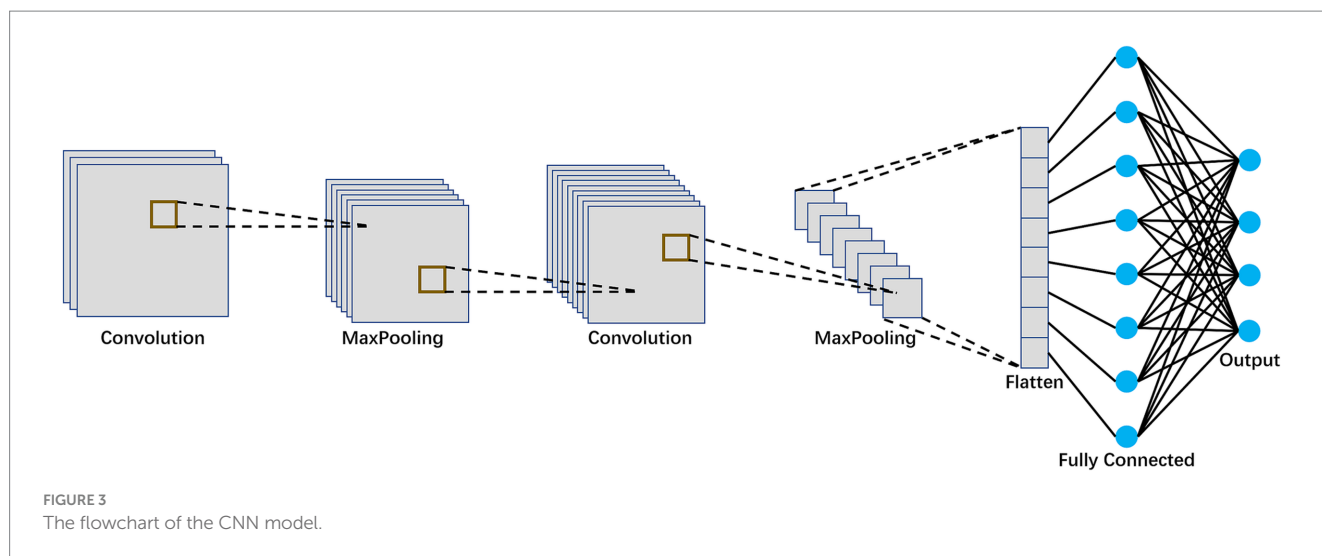 Convolution
MaxPooling
Convolution
MaxPooling
Flatten
Fully Connected
Output
FIGURE 3
The flowchart of the CNN model.